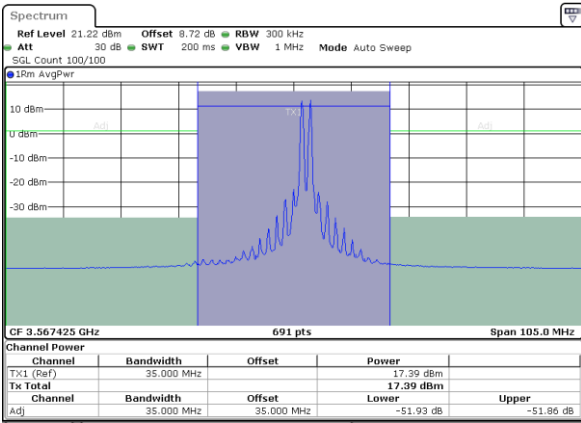 Spectrum
Ref Level 21.22 dBm Offset 8.72 dB RBW 300 kHz
Att 30 dB SWT 200 ms VBW 1 MHz Mode Auto Sweep
SGL Count 100/100
1Rm AvgPwr
10 dBm
TX1
Adj
Adj
0 dBm
-10 dBm
-20 dBm
-30 dBm
CF 3.567425 GHz 691 pts Span 105.0 MHz
Channel Power
Channel Bandwidth Offset Power
TX1 (Ref) 35.000 MHz 17.39 dBm
Tx Total 17.39 dBm
Channel Bandwidth Offset Lower Upper
Adj 35.000 MHz 35.000 MHz -51.93 dB -51.86 dB